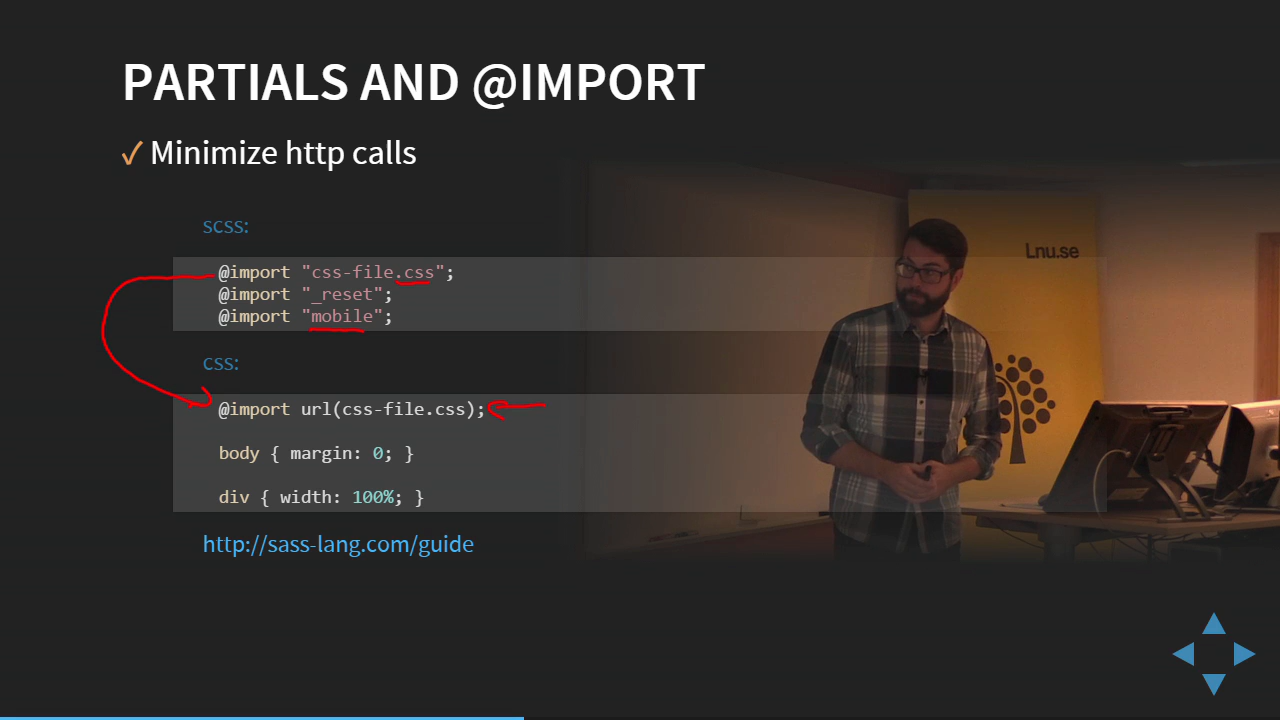 PARTIALS AND @IMPORT
✓ Minimize http calls
scss:
@import "css-file.css";
@import "_reset";
@import "mobile";
css:
@import url(css-file.css);
body { margin: 0; }
div { width: 100%; }
http://sass-lang.com/guide
Lnu.se